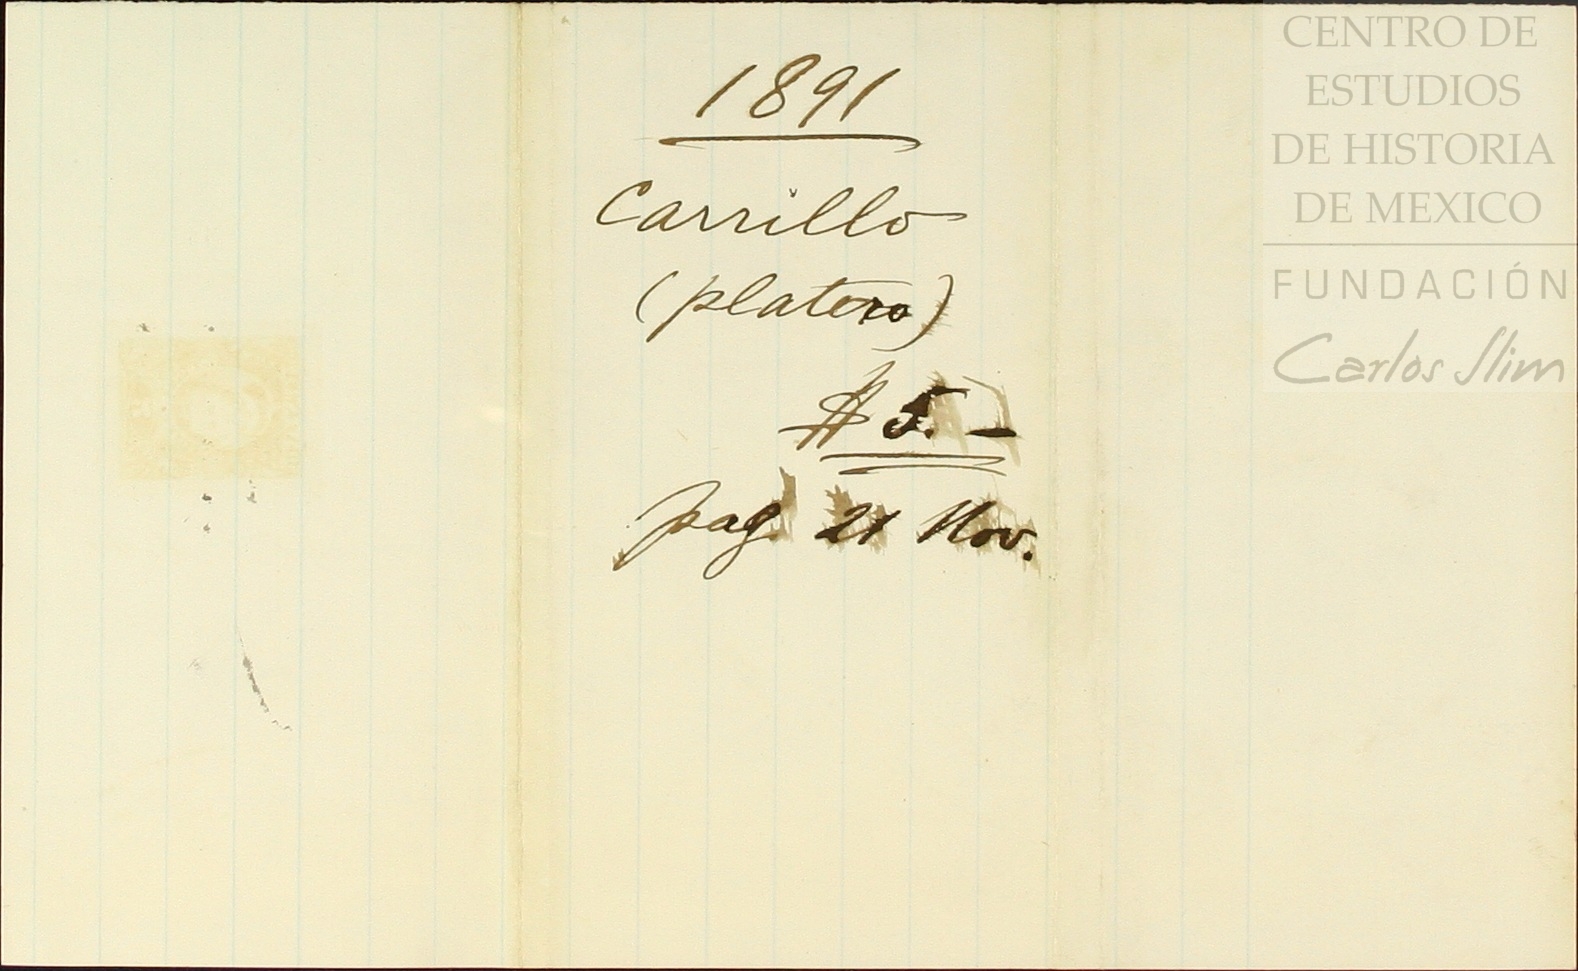 1891
Carrillo
(platero)
$5.—
pag. 21 Nov.
CENTRO DE
ESTUDIOS
DE HISTORIA
DE MEXICO
FUNDACIÓN
Carlos Slim